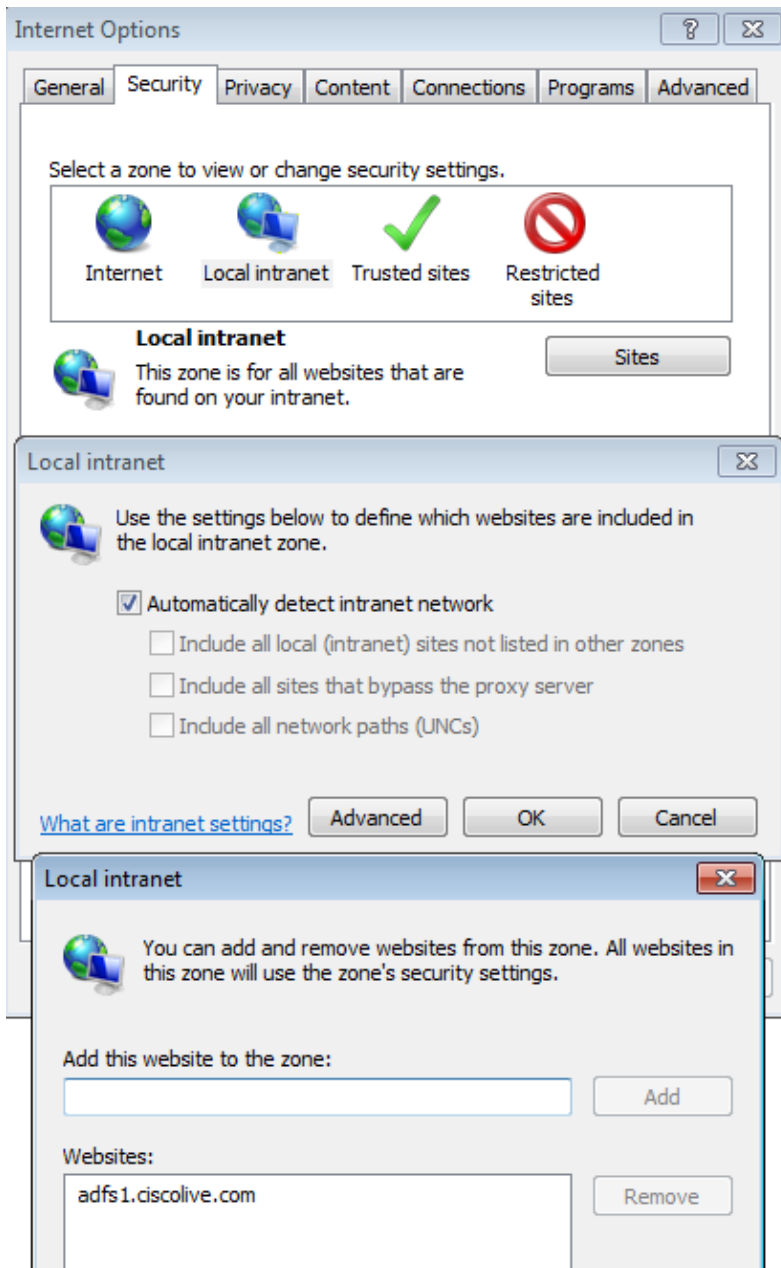 Internet Options
General Security Privacy Content Connections Programs Advanced
Select a zone to view or change security settings.
Internet Local intranet Trusted sites Restricted
sites
Local intranet
Sites
This zone is for all websites that are
found on your intranet.
Local intranet
Use the settings below to define which websites are included in
the local intranet zone.
Automatically detect intranet network
Include all local (intranet) sites not listed in other zones
Include all sites that bypass the proxy server
Include all network paths (UNCs)
What are intranet settings? Advanced OK Cancel
Local intranet
You can add and remove websites from this zone. All websites in
this zone will use the zone's security settings.
Add this website to the zone:
Add
Websites:
adfs1.ciscolive.com
Remove